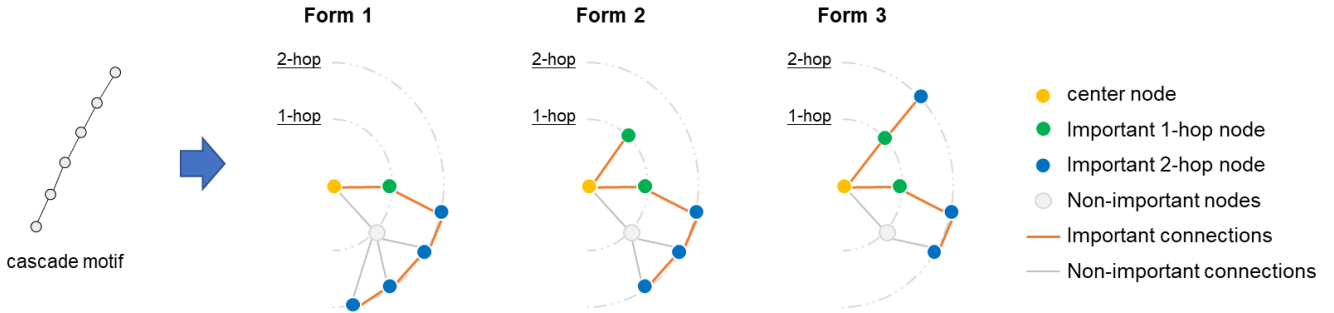 Form 1
Form 2
Form 3
2-hop
2-hop
2-hop
1-hop
1-hop
1-hop
cascade motif
center node
Important 1-hop node
Important 2-hop node
Non-important nodes
Important connections
Non-important connections